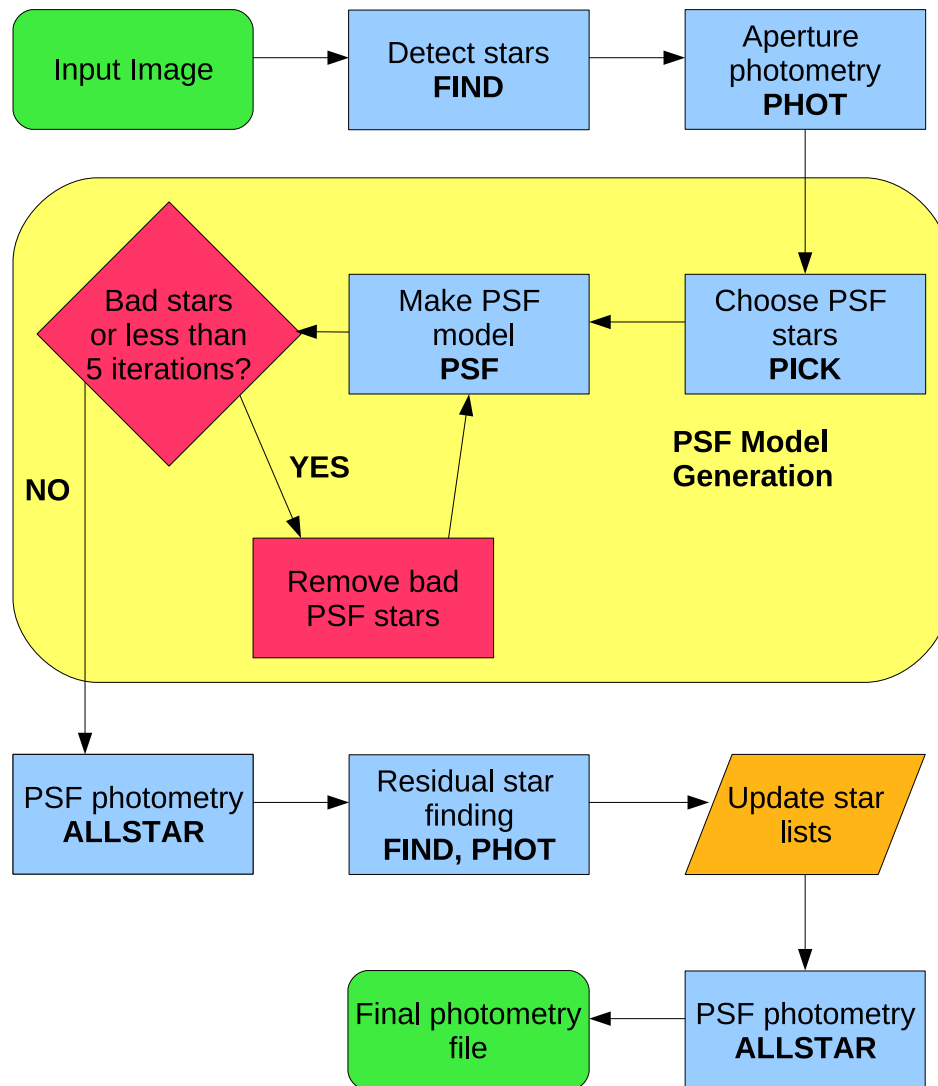 Input Image
Detect stars
FIND
Aperture
photometry
PHOT
Bad stars
or less than
5 iterations?
Make PSF
model
PSF
Choose PSF
stars
PICK
PSF Model
Generation
YES
NO
Remove bad
PSF stars
PSF photometry
ALLSTAR
Residual star
finding
FIND, PHOT
Update star
lists
Final photometry
file
PSF photometry
ALLSTAR